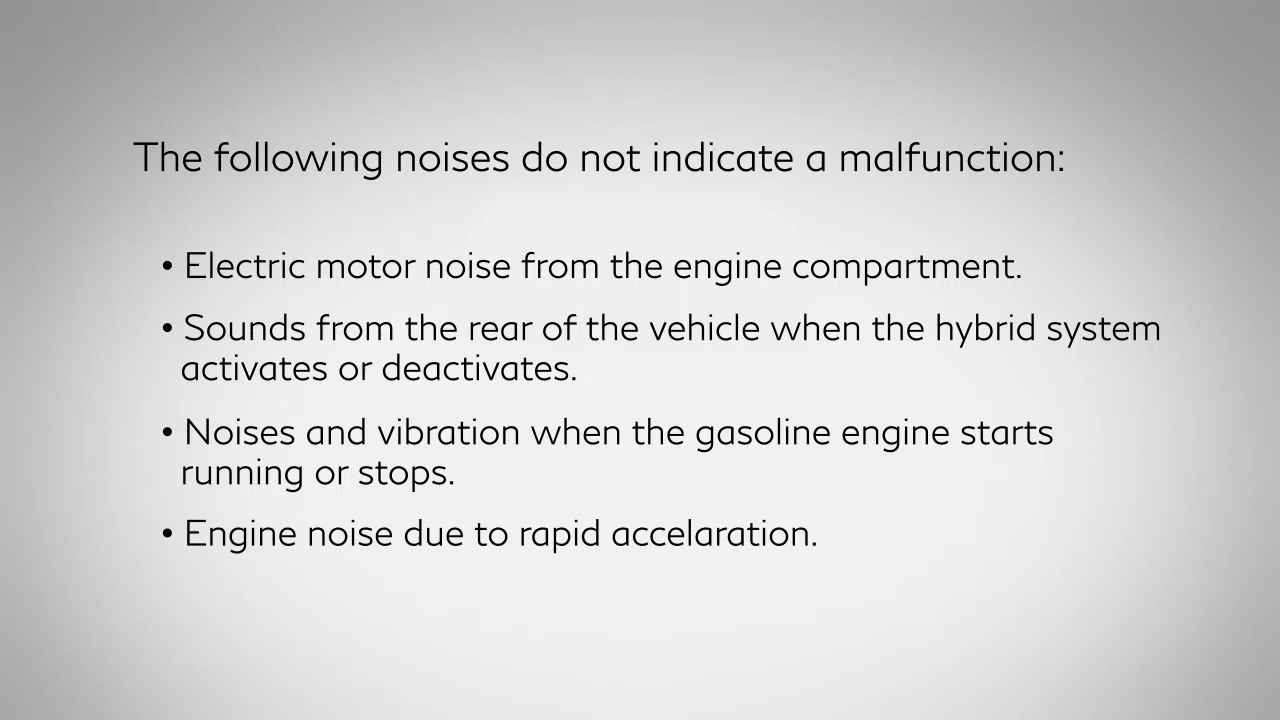 The following noises do not indicate a malfunction:
• Electric motor noise from the engine compartment.
• Sounds from the rear of the vehicle when the hybrid system
activates or deactivates.
• Noises and vibration when the gasoline engine starts
running or stops.
• Engine noise due to rapid accelaration.